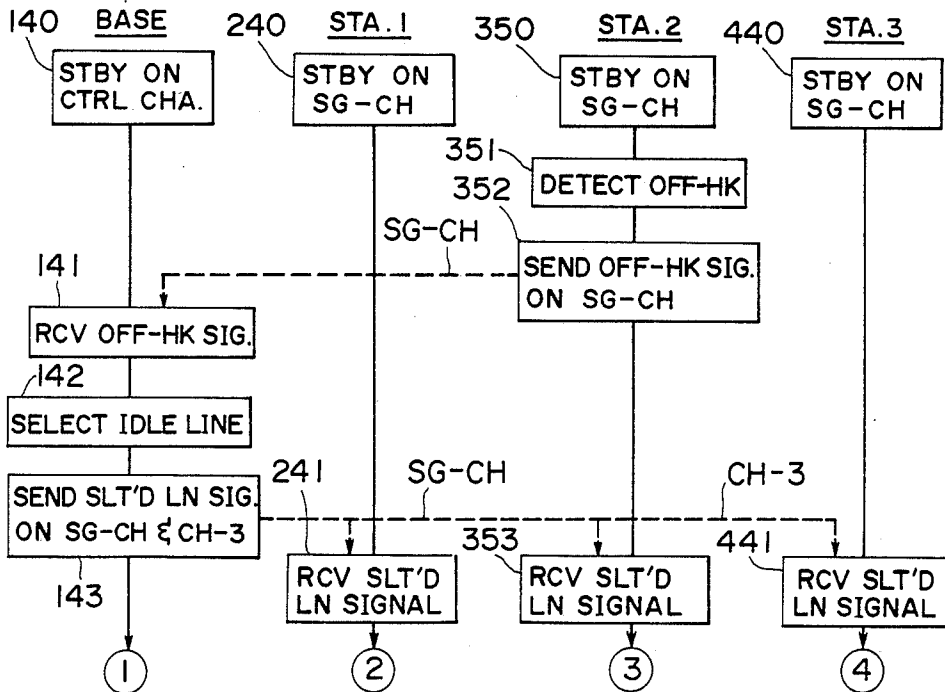 140 BASE 240 STA.1 350 STA.2 440 STA.3
STBY ON
CTRL CHA.
STBY ON
SG-CH
STBY ON
SG-CH
STBY ON
SG-CH
351
DETECT OFF-HK
352
SG-CH
SEND OFF-HK SIG.
ON SG-CH
141
RCV OFF-HK SIG.
142
SELECT IDLE LINE
SEND SLT'D LN SIG.
ON SG-CH & CH-3
143
241
SG-CH
CH-3
353
441
RCV SLT'D
LN SIGNAL
RCV SLT'D
LN SIGNAL
RCV SLT'D
LN SIGNAL
1
2
3
4